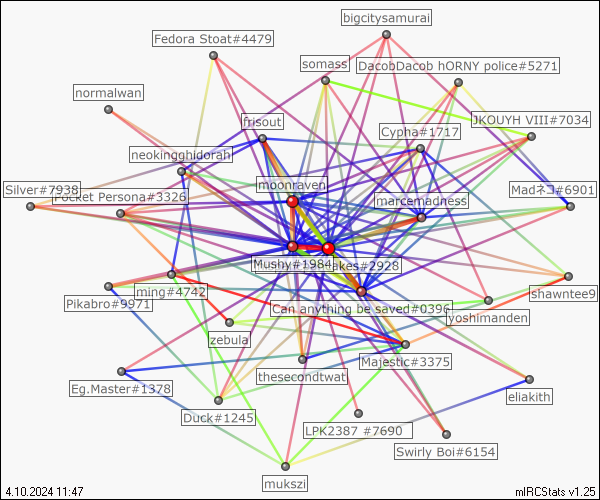 bigcitysamurai
Fedora Stoat#4479
somass
DacobDacob hORNY police#5271
normalwan
frisout
JKOUYH VIII#7034
Cypha#1717
neokingghidorah
moonraven
Silver#7938
Pocket Persona#3326
marcemadness
Madネコ#6901
Mushy#1984
akes#2928
ming#4742
Pikabro#9971
Can anything be saved#0396
shawntee9
yoshimanden
zebula
Majestic#3375
thesecondtwat
Eg.Master#1378
eliakith
Duck#1245
LPK2387 #7690
Swirly Boi#6154
mukszi
4.10.2024 11:47
mIRCStats v1.25